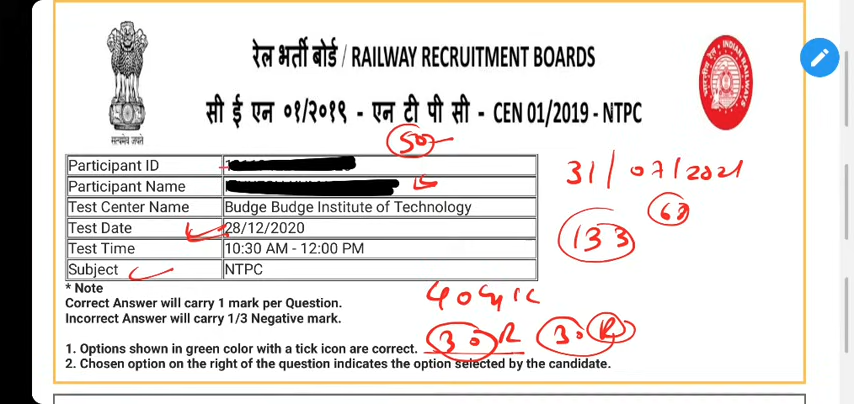 रेल भर्ती बोर्ड / RAILWAY RECRUITMENT BOARDS
सी ई एन ०१/२०१९ - एन टी पी सी - CEN 01/2019 - NTPC
सत्यमेव जयते
50
Participant ID
Participant Name
Test Center Name Budge Budge Institute of Technology
Test Date 28/12/2020
Test Time 10:30 AM - 12:00 PM
Subject NTPC
31/07/2021
133
* Note
Correct Answer will carry 1 mark per Question.
Incorrect Answer will carry 1/3 Negative mark.
1. Options shown in green color with a tick icon are correct.
30 R
2. Chosen option on the right of the question indicates the option selected by the candidate.